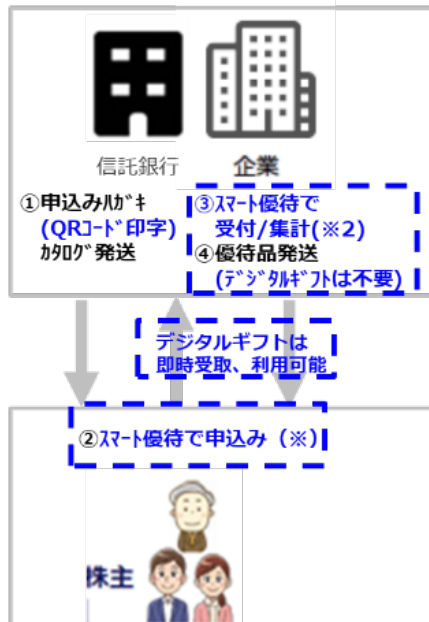 信託銀行
企業
①申込みﾊｶﾞｷ
(QRｺｰﾄﾞ印字)
ｶﾀﾛｸﾞ発送
③ｽﾏｰﾄ優待で
受付/集計(※2)
④優待品発送
(ﾃﾞｼﾞﾀﾙｷﾞﾌﾄは不要)
デジタルギフトは
即時受取、利用可能
②ｽﾏｰﾄ優待で申込み（※）
株主